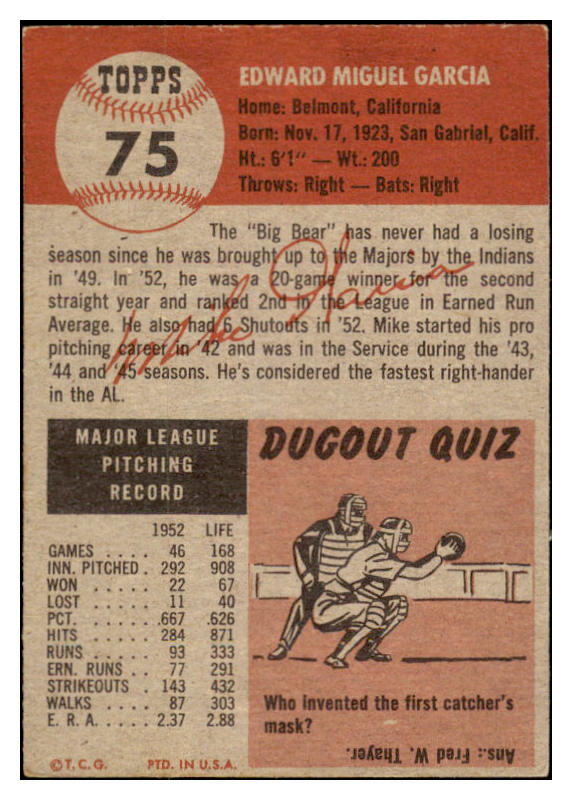 TOPPS
75
EDWARD MIGUEL GARCIA
Home: Belmont, California
Born: Nov. 17, 1923, San Gabrial, Calif.
Ht.: 6'1" — Wt.: 200
Throws: Right — Bats: Right
The "Big Bear" has never had a losing
season since he was brought up to the Majors by the Indians
in '49. In '52, he was a 20-game winner for the second
straight year and ranked 2nd in the League in Earned Run
Average. He also had 6 Shutouts in '52. Mike started his pro
pitching career in '42 and was in the Service during the '43,
'44 and '45 seasons. He's considered the fastest right-hander
in the AL.
Mike Garcia
MAJOR LEAGUE
PITCHING
RECORD
1952 LIFE
GAMES .... 46 168
INN. PITCHED . 292 908
WON ..... 22 67
LOST ..... 11 40
PCT. ..... .667 .626
HITS ..... 284 871
RUNS ..... 93 333
ERN. RUNS .. 77 291
STRIKEOUTS . 143 432
WALKS .... 87 303
E. R. A. ..... 2.37 2.88
©T.C.G. PTD. IN U.S.A.
DUGOUT QUIZ
Who invented the first catcher's
mask?
Ans.: Fred W. Thayer.